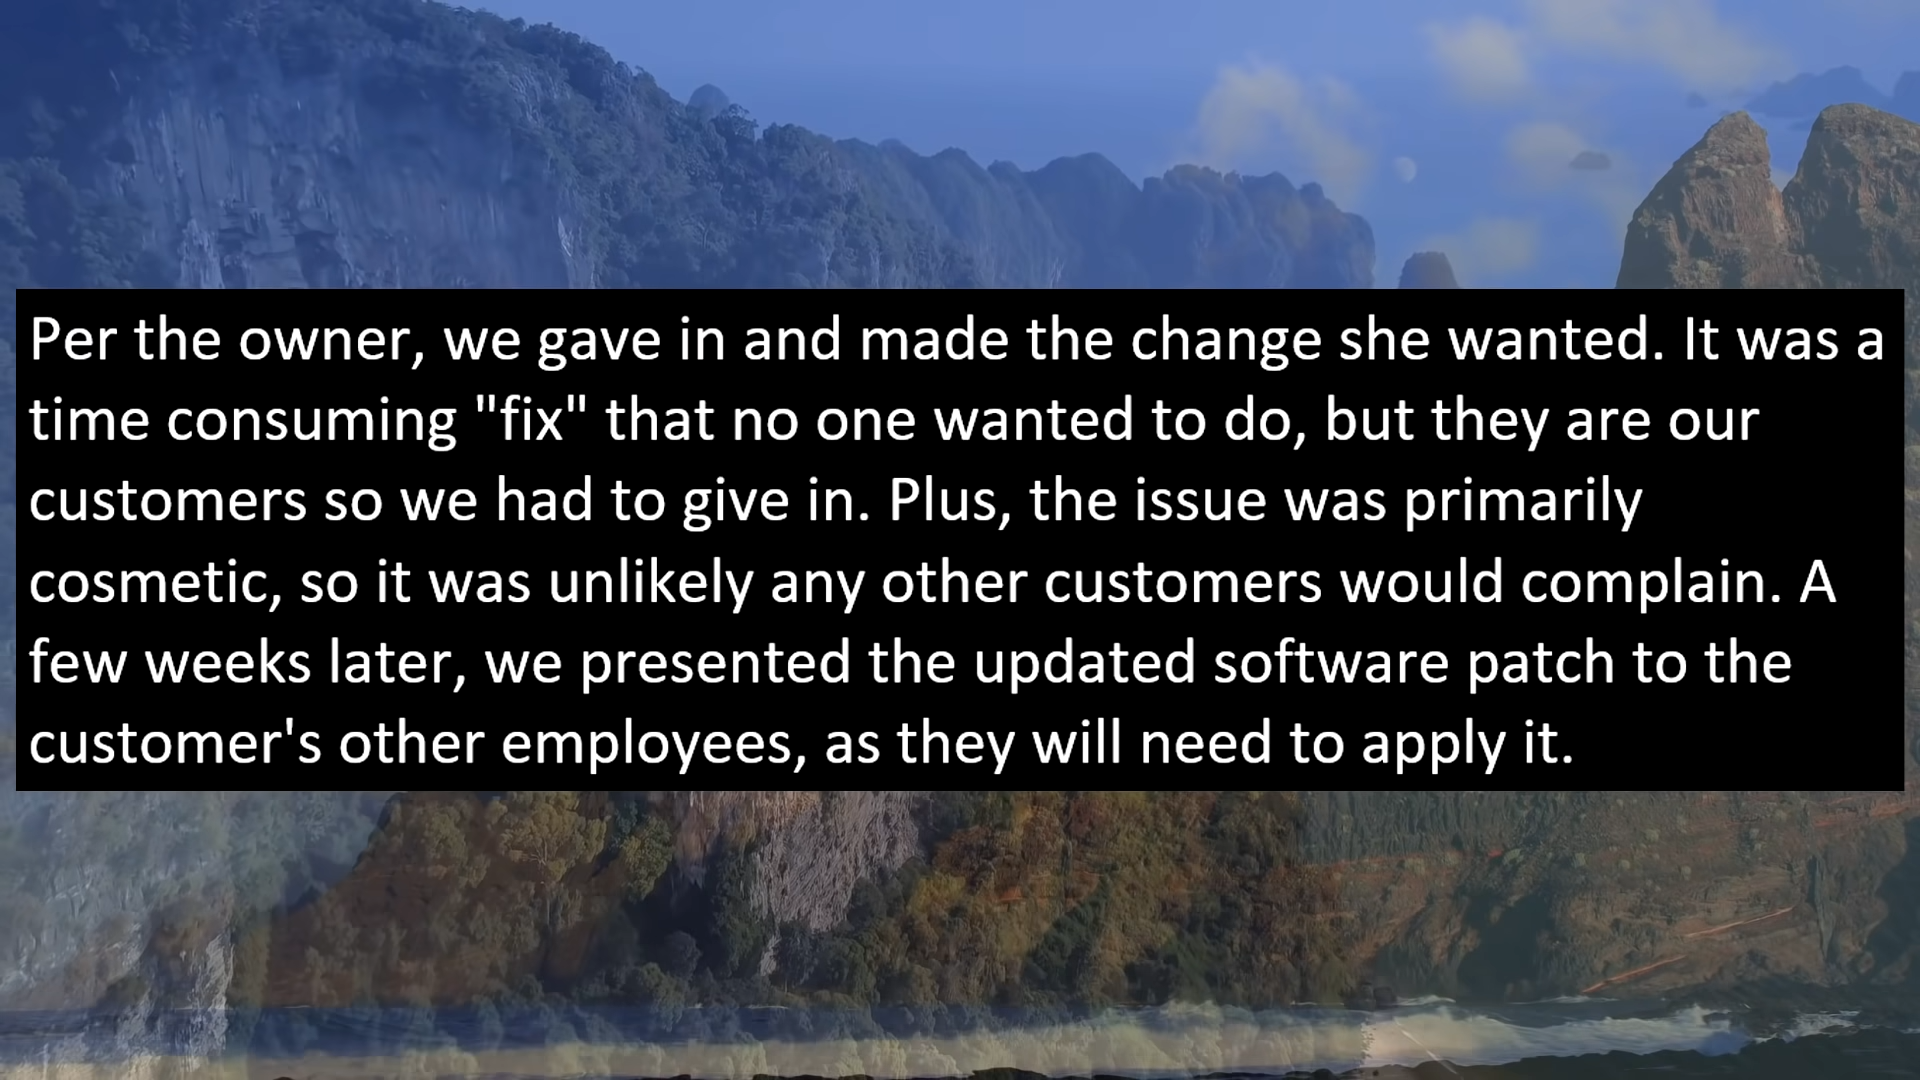 Per the owner, we gave in and made the change she wanted. It was a
time consuming "fix" that no one wanted to do, but they are our
customers so we had to give in. Plus, the issue was primarily
cosmetic, so it was unlikely any other customers would complain. A
few weeks later, we presented the updated software patch to the
customer's other employees, as they will need to apply it.